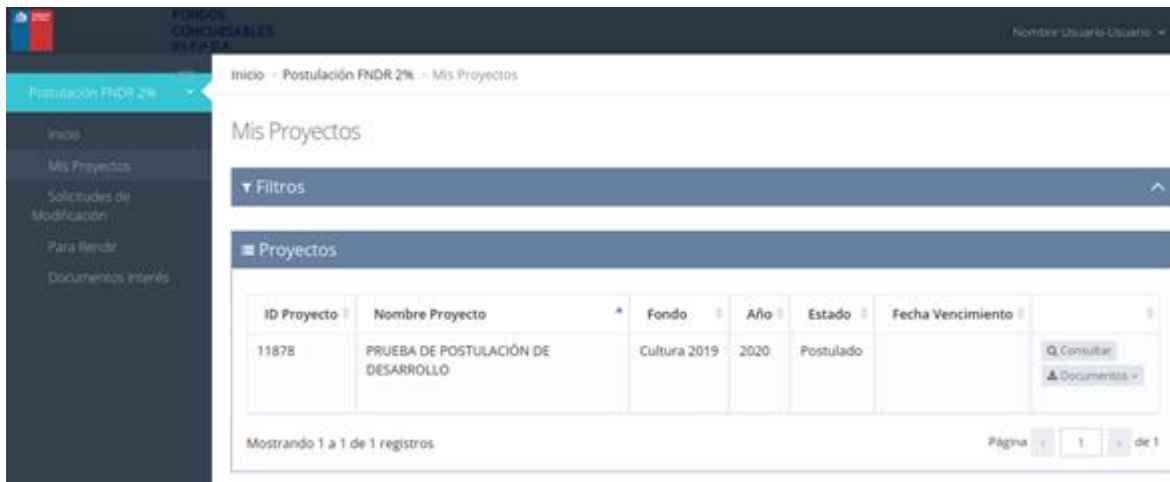 FONDOS
CONCURSABLES
Nombre Usuario Usuario
Postulación FNDR 2%
Inicio
Mis Proyectos
Solicitudes de
Modificación
Para Rendir
Documentos Interés
Inicio - Postulación FNDR 2% - Mis Proyectos
Mis Proyectos
Filtros
Proyectos
ID Proyecto Nombre Proyecto Fondo Año Estado Fecha Vencimiento
11878 PRUEBA DE POSTULACIÓN DE Cultura 2019 2020 Postulado Consultar
DESARROLLO Documentos
Mostrando 1 a 1 de 1 registros Página 1 de 1